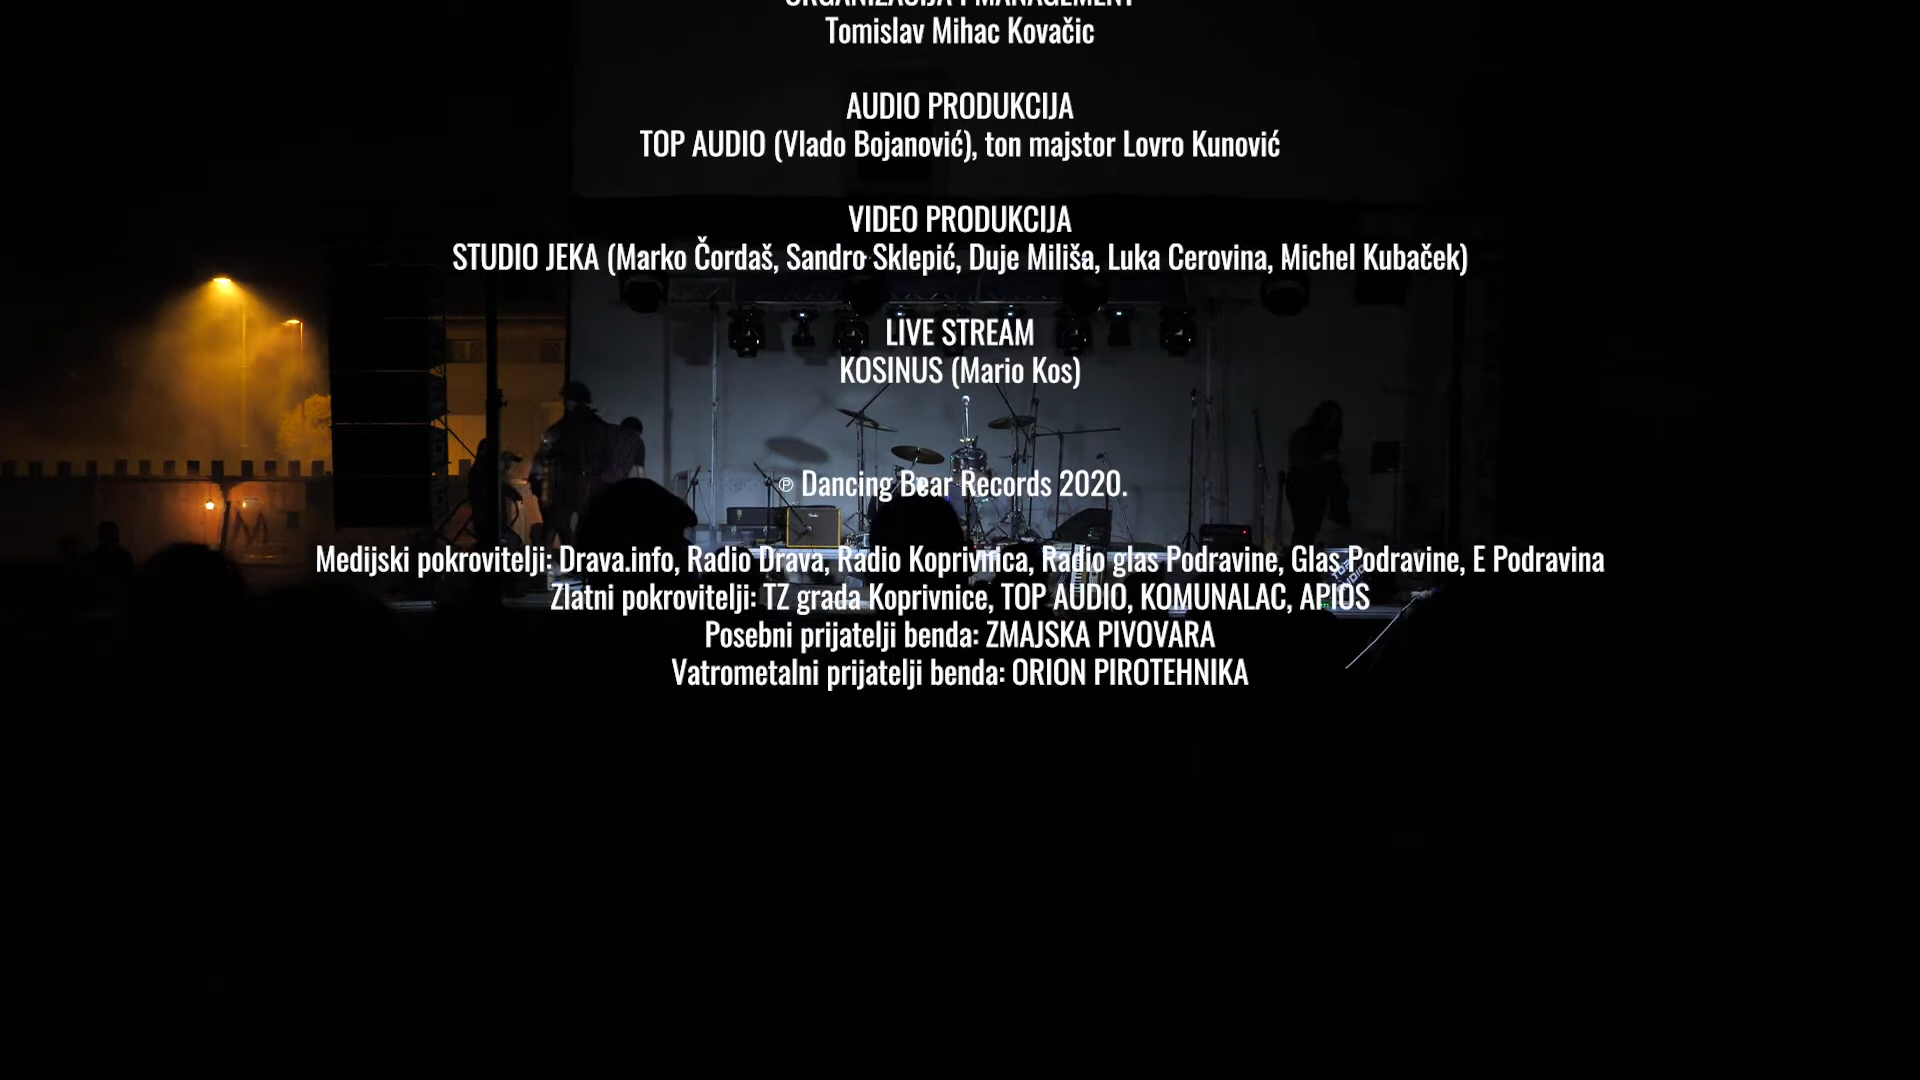 ORGANIZACIJA I MANAGEMENT
Tomislav Mihac Kovačic
AUDIO PRODUKCIJA
TOP AUDIO (Vlado Bojanović), ton majstor Lovro Kunović
VIDEO PRODUKCIJA
STUDIO JEKA (Marko Čordaš, Sandro Sklepić, Duje Miliša, Luka Cerovina, Michel Kubaček)
LIVE STREAM
KOSINUS (Mario Kos)
℗ Dancing Bear Records 2020.
Medijski pokrovitelji: Drava.info, Radio Drava, Radio Koprivnica, Radio glas Podravine, Glas Podravine, E Podravina
Zlatni pokrovitelji: TZ grada Koprivnice, TOP AUDIO, KOMUNALAC, APIOS
Posebni prijatelji benda: ZMAJSKA PIVOVARA
Vatrometalni prijatelji benda: ORION PIROTEHNIKA